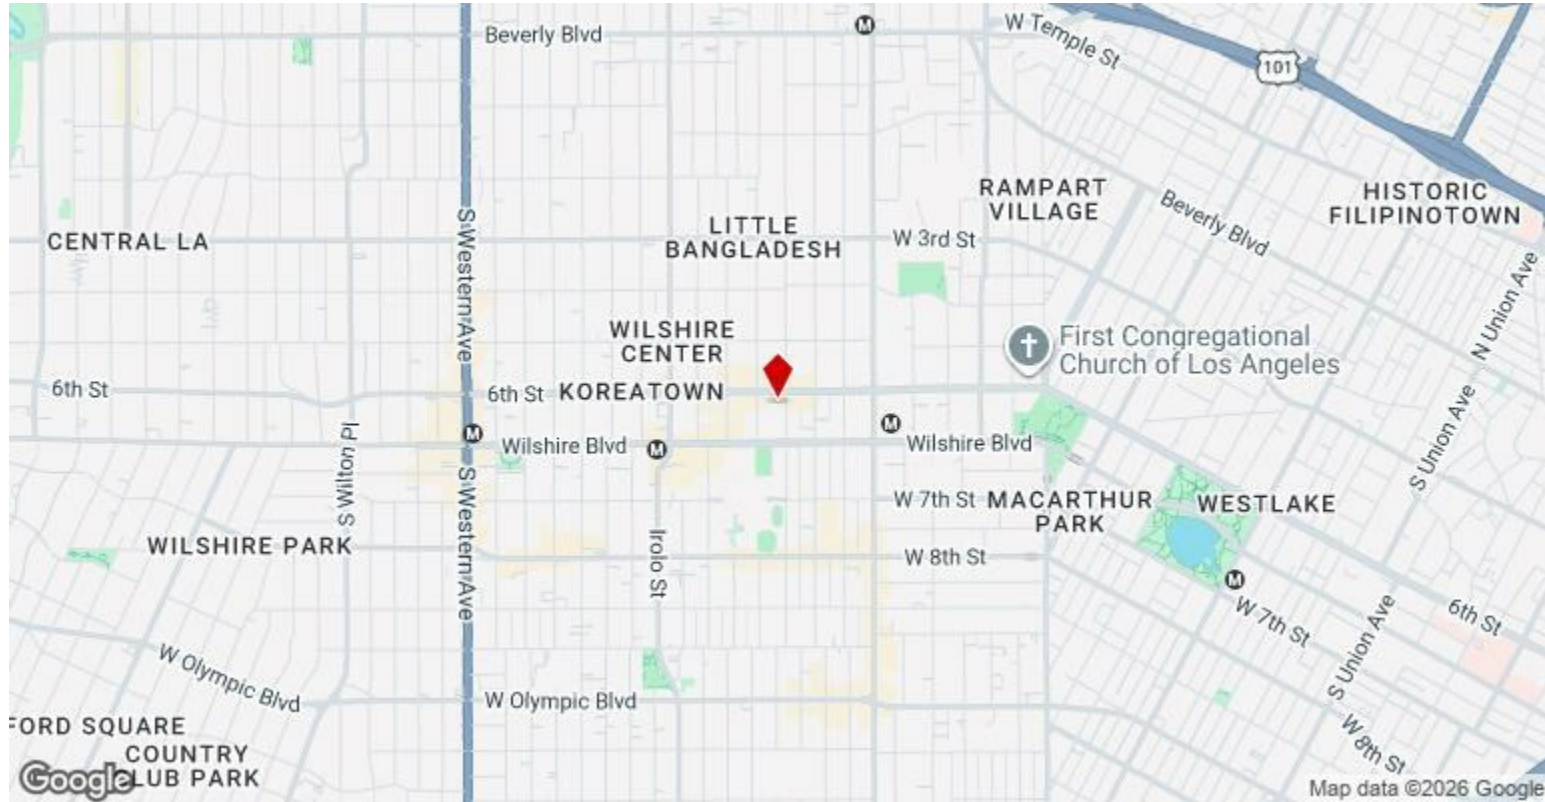 Beverly Blvd
M
W Temple St
101
RAMPART
VILLAGE
HISTORIC
FILIPINOTOWN
Beverly Blvd
LITTLE
BANGLADESH
W 3rd St
CENTRAL LA
S Western Ave
N Union Ave
WILSHIRE
CENTER
First Congregational
Church of Los Angeles
6th St
6th St
KOREATOWN
M
M
M
Wilshire Blvd
Wilshire Blvd
S Wilton Pl
S Union Ave
W 7th St
MACARTHUR
PARK
WESTLAKE
WILSHIRE PARK
S Western Ave
Irolo St
W 8th St
M
W 7th St
6th St
W Olympic Blvd
W Olympic Blvd
S Union Ave
W 8th St
FORD SQUARE
COUNTRY
LUB PARK
Google
Map data ©2026 Google